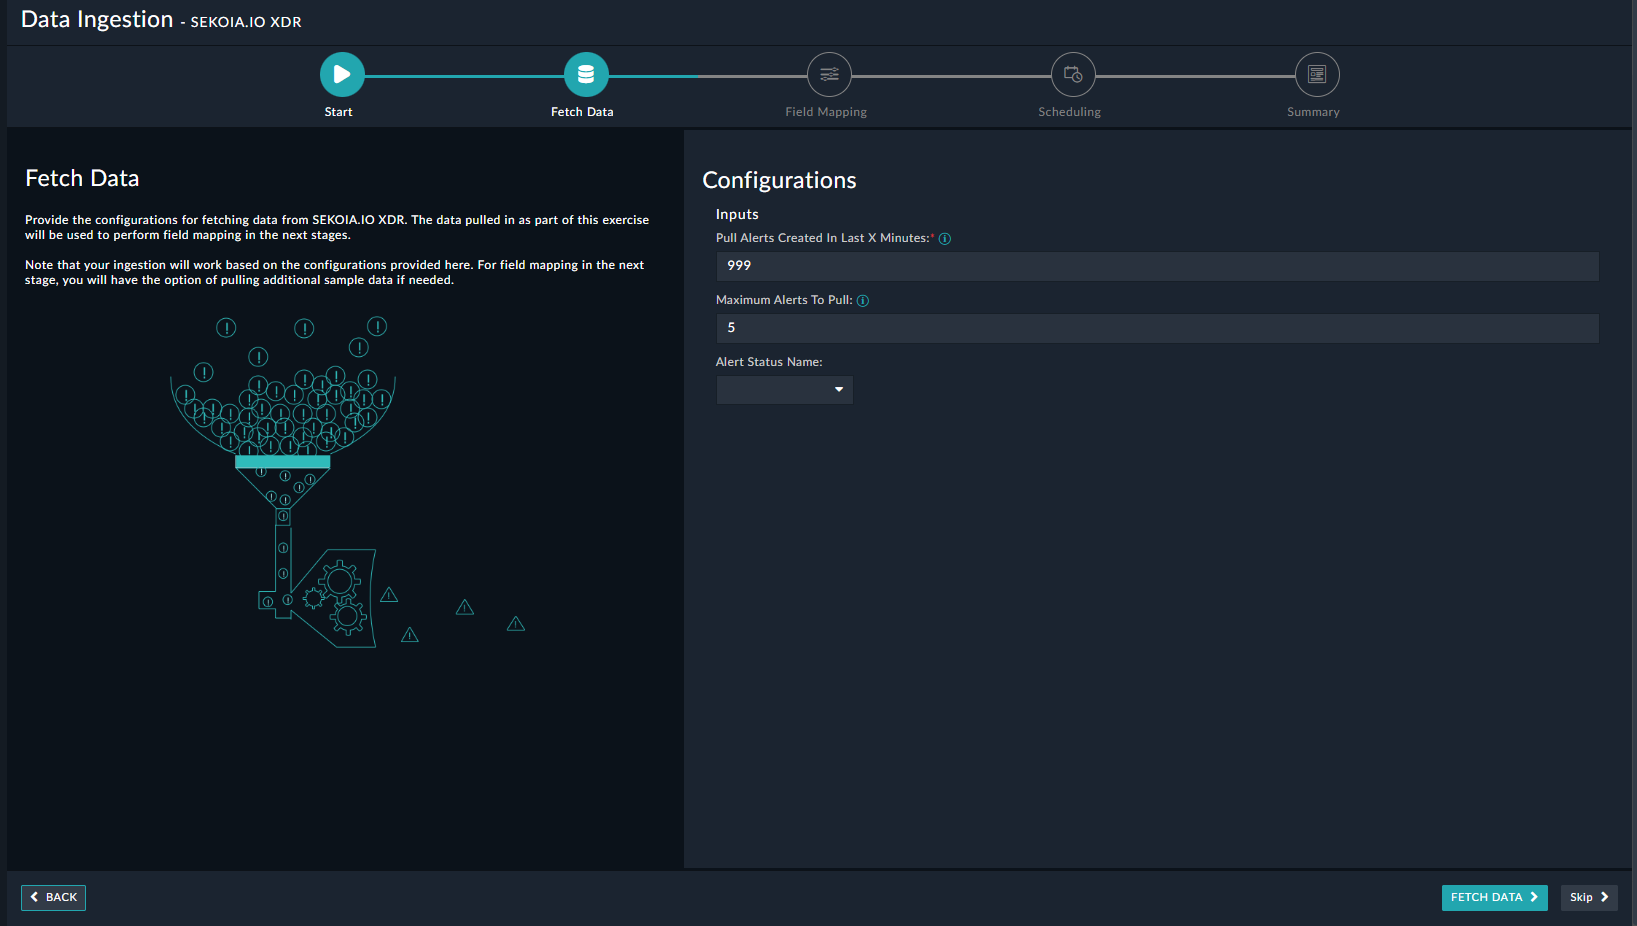 Data Ingestion - SEKOIA.IO XDR
Start
Fetch Data
Field Mapping
Scheduling
Summary
Fetch Data
Provide the configurations for fetching data from SEKOIA.IO XDR. The data pulled in as part of this exercise
will be used to perform field mapping in the next stages.
Note that your ingestion will work based on the configurations provided here. For field mapping in the next
stage, you will have the option of pulling additional sample data if needed.
Configurations
Inputs
Pull Alerts Created In Last X Minutes:*
999
Maximum Alerts To Pull:
5
Alert Status Name:
BACK
FETCH DATA
Skip